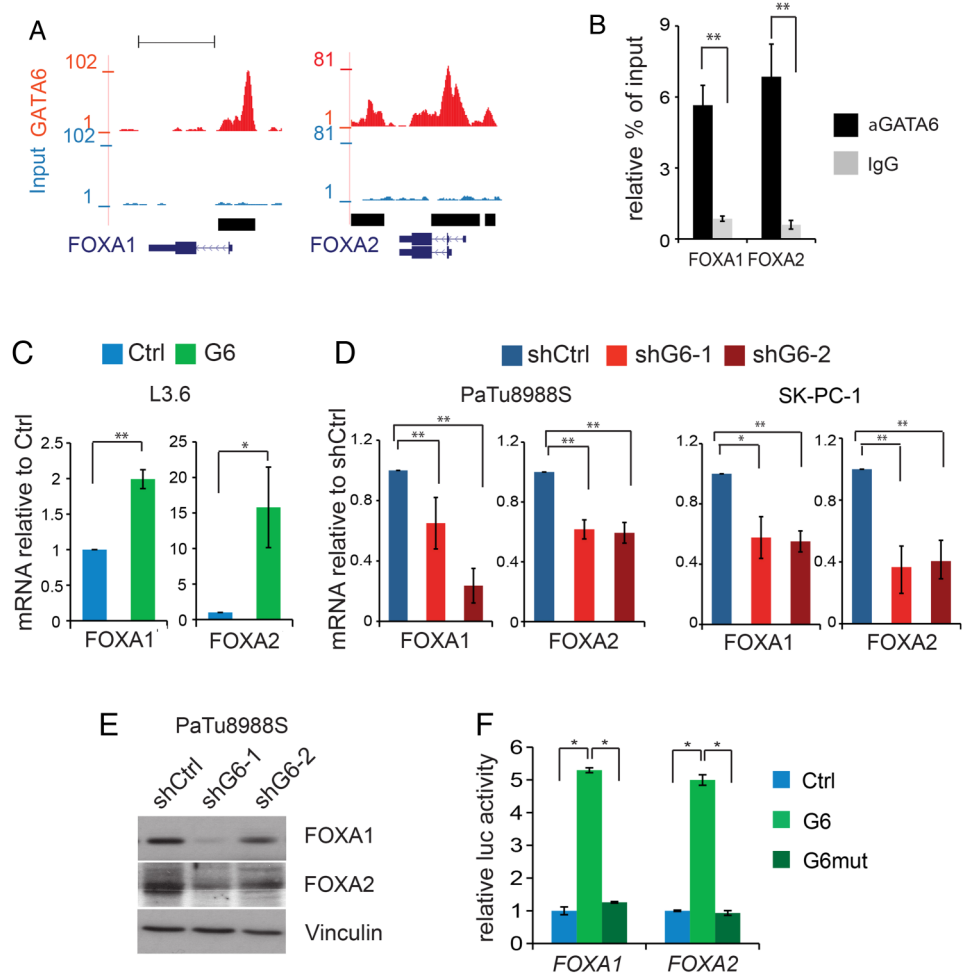 A
GATA6
102
1
Input
102
1
FOXA1
81
1
81
1
FOXA2
B
relative % of input
9
6
3
0
**
**
FOXA1 FOXA2
aGATA6
IgG
C
Ctrl G6
L3.6
mRNA relative to Ctrl
2.5
2.0
1.5
1.0
0.5
0
**
FOXA1
25
20
15
10
5
0
*
FOXA2
D
shCtrl shG6-1 shG6-2
PaTu8988S
mRNA relative to shCtrl
1.2
0.8
0.4
0
**
**
FOXA1
1.2
0.8
0.4
0
**
**
FOXA2
SK-PC-1
1.2
0.8
0.4
0
**
*
FOXA1
1.2
0.8
0.4
0
**
**
FOXA2
E
PaTu8988S
shCtrl
shG6-1
shG6-2
FOXA1
FOXA2
Vinculin
F
relative luc activity
6
5
4
3
2
1
0
* *
* *
FOXA1 FOXA2
Ctrl
G6
G6mut